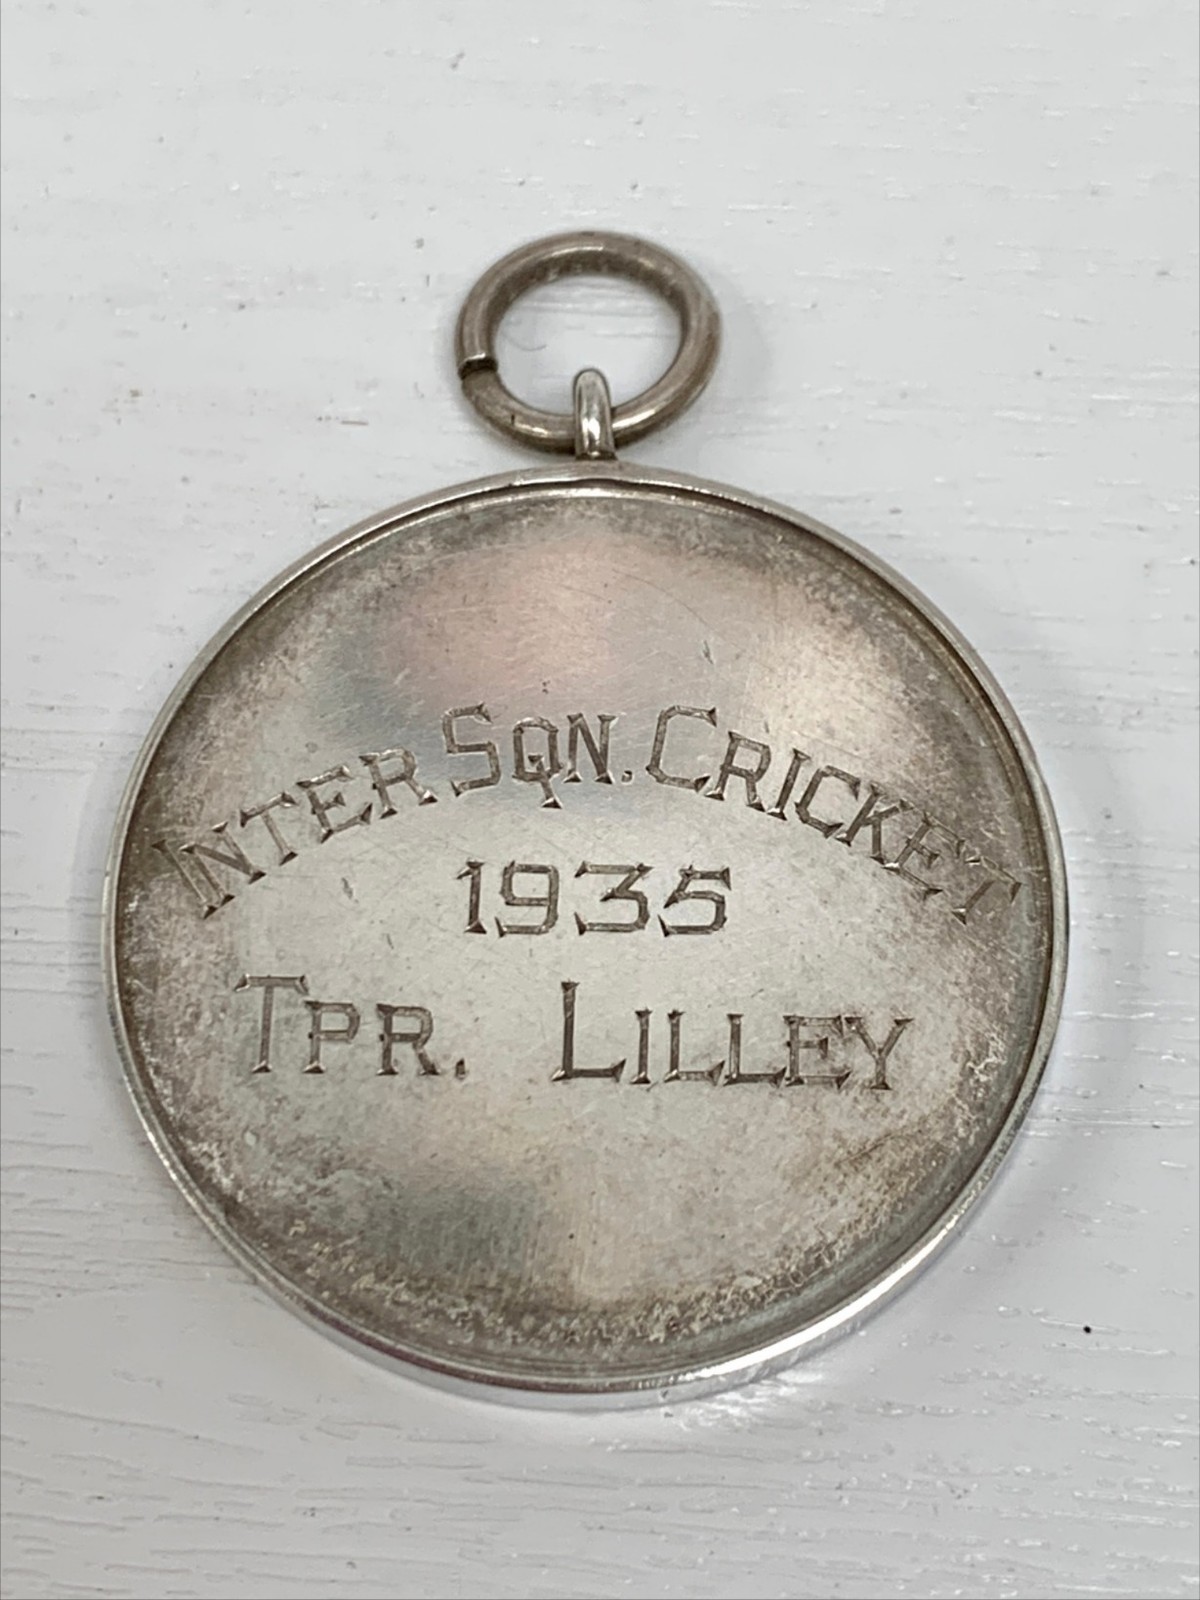 INTER SQN. CRICKET
1935
TPR. LILLEY